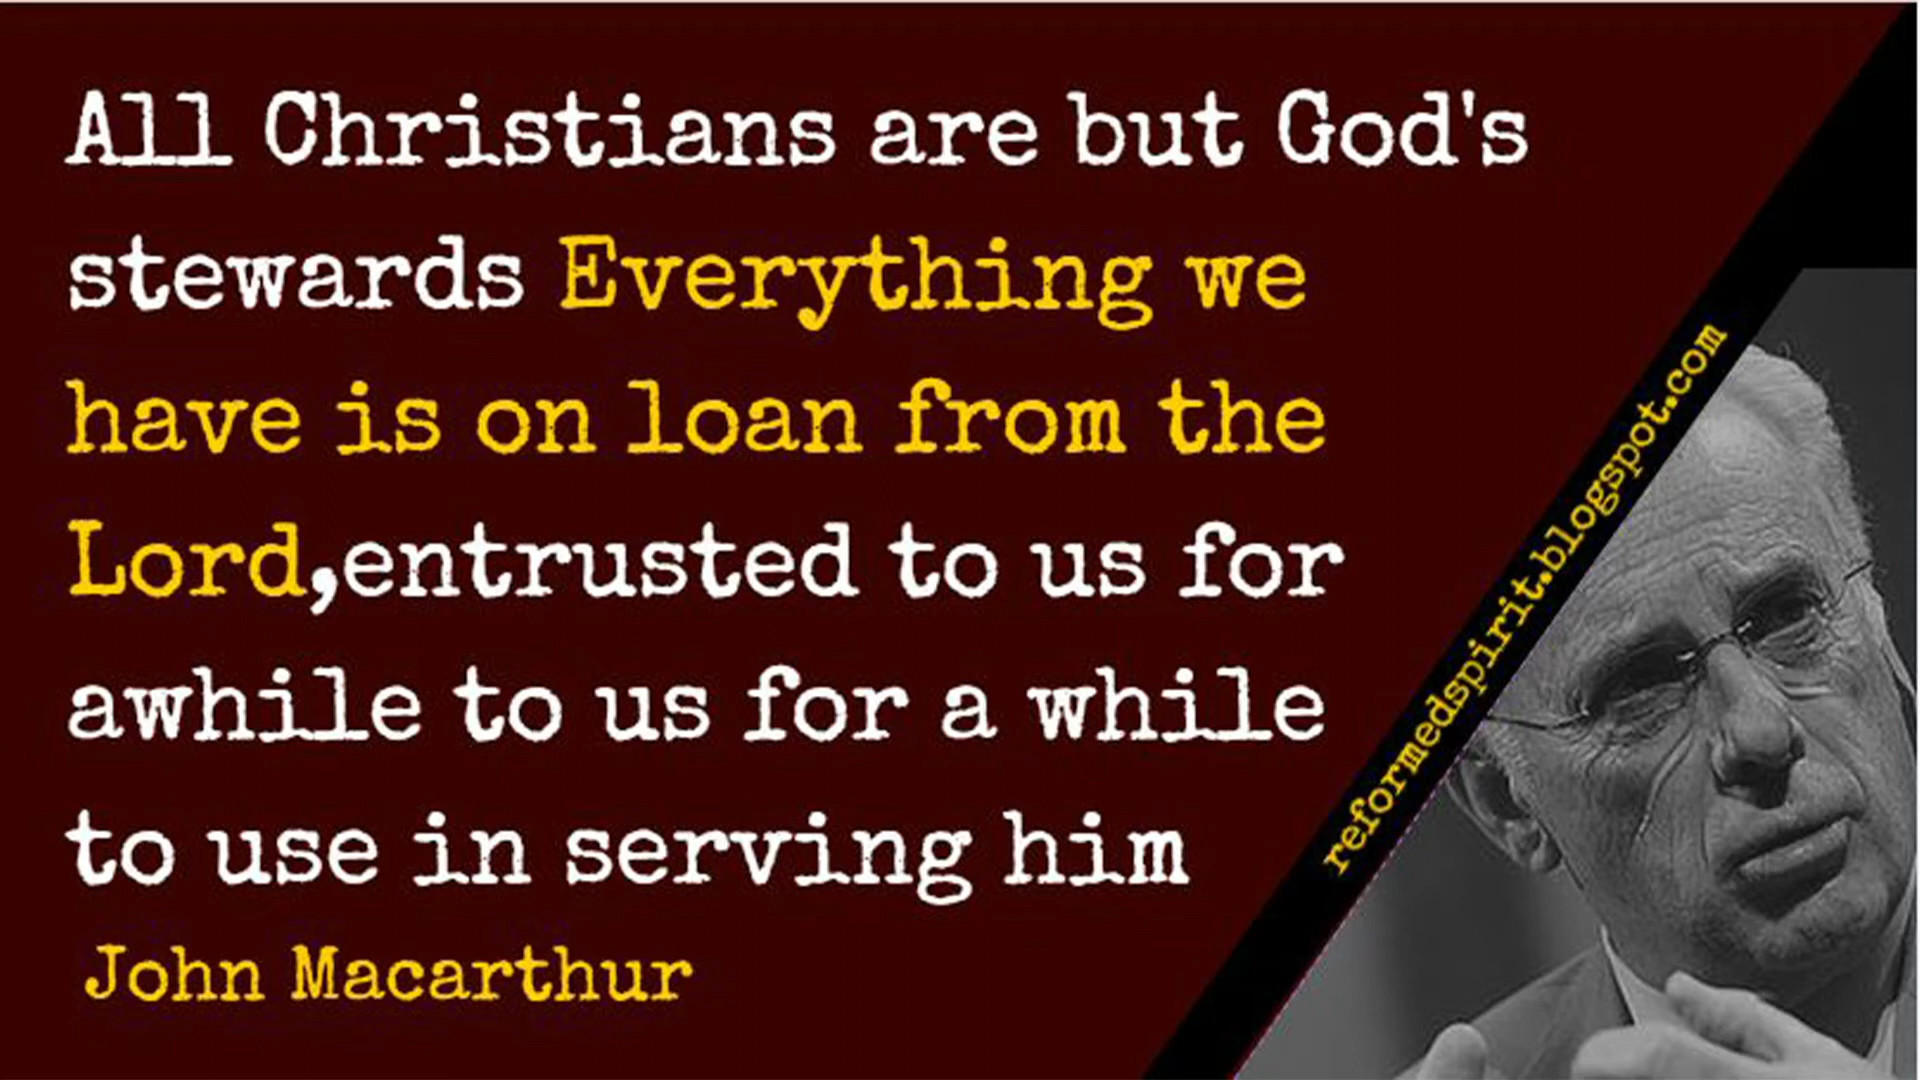 All Christians are but God's
stewards Everything we
have is on loan from the
Lord,entrusted to us for
awhile to us for a while
to use in serving him
John Macarthur
reformedspirit.blogspot.com